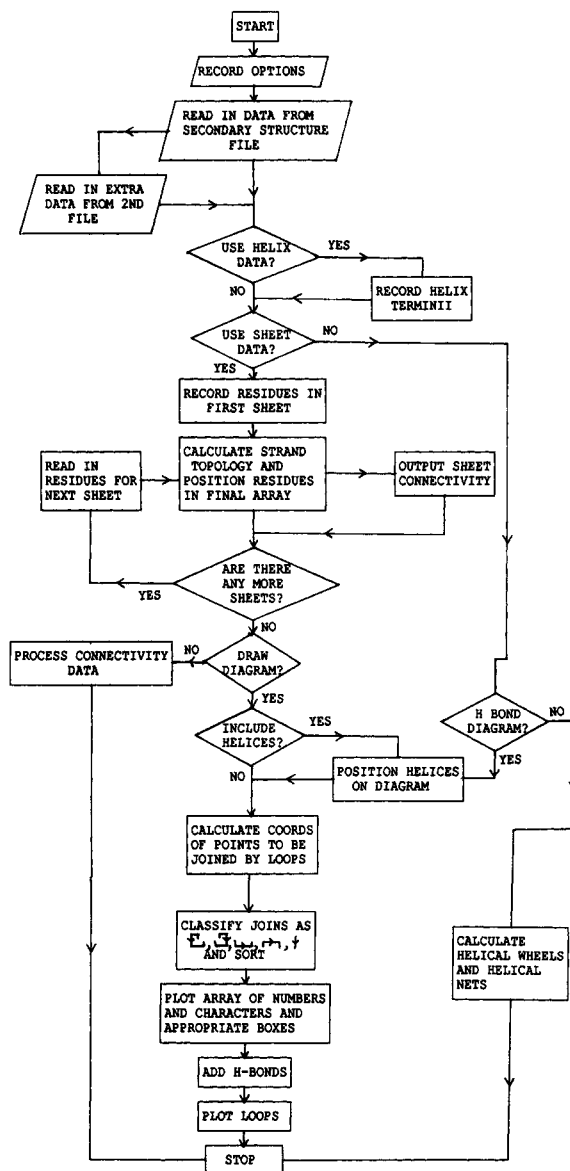 START
RECORD OPTIONS
READ IN DATA FROM
SECONDARY STRUCTURE
FILE
READ IN EXTRA
DATA FROM 2ND
FILE
USE HELIX
DATA?
YES
NO
RECORD HELIX
TERMINII
USE SHEET
DATA?
NO
YES
RECORD RESIDUES IN
FIRST SHEET
READ IN
RESIDUES FOR
NEXT SHEET
CALCULATE STRAND
TOPOLOGY AND
POSITION RESIDUES
IN FINAL ARRAY
OUTPUT SHEET
CONNECTIVITY
ARE THERE
ANY MORE
SHEETS?
YES
NO
PROCESS CONNECTIVITY
DATA
NO
DRAW
DIAGRAM?
YES
INCLUDE
HELICES?
YES
NO
H BOND
DIAGRAM?
NO
YES
POSITION HELICES
ON DIAGRAM
CALCULATE COORDS
OF POINTS TO BE
JOINED BY LOOPS
CLASSIFY JOINS AS
AND SORT
CALCULATE
HELICAL WHEELS
AND HELICAL
NETS
PLOT ARRAY OF NUMBERS
AND CHARACTERS AND
APPROPRIATE BOXES
ADD H-BONDS
PLOT LOOPS
STOP